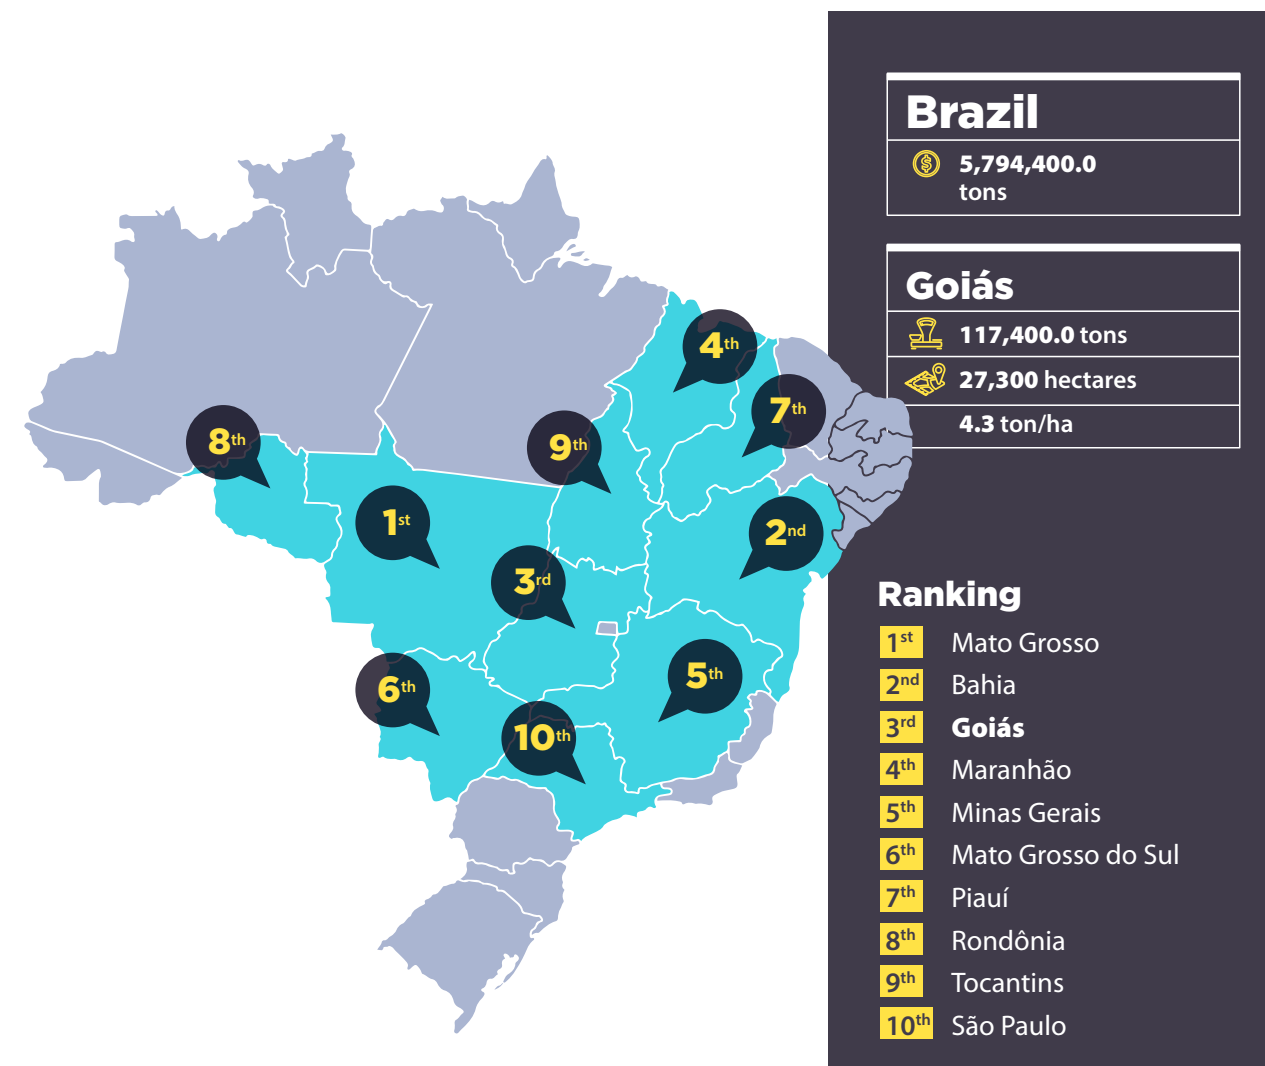 Brazil
5,794,400.0
tons
Goiás
117,400.0 tons
27,300 hectares
4.3 ton/ha
4th
7th
8th
9th
1st
2nd
3rd
5th
6th
10th
Ranking
1st Mato Grosso
2nd Bahia
3rd Goiás
4th Maranhão
5th Minas Gerais
6th Mato Grosso do Sul
7th Piauí
8th Rondônia
9th Tocantins
10th São Paulo